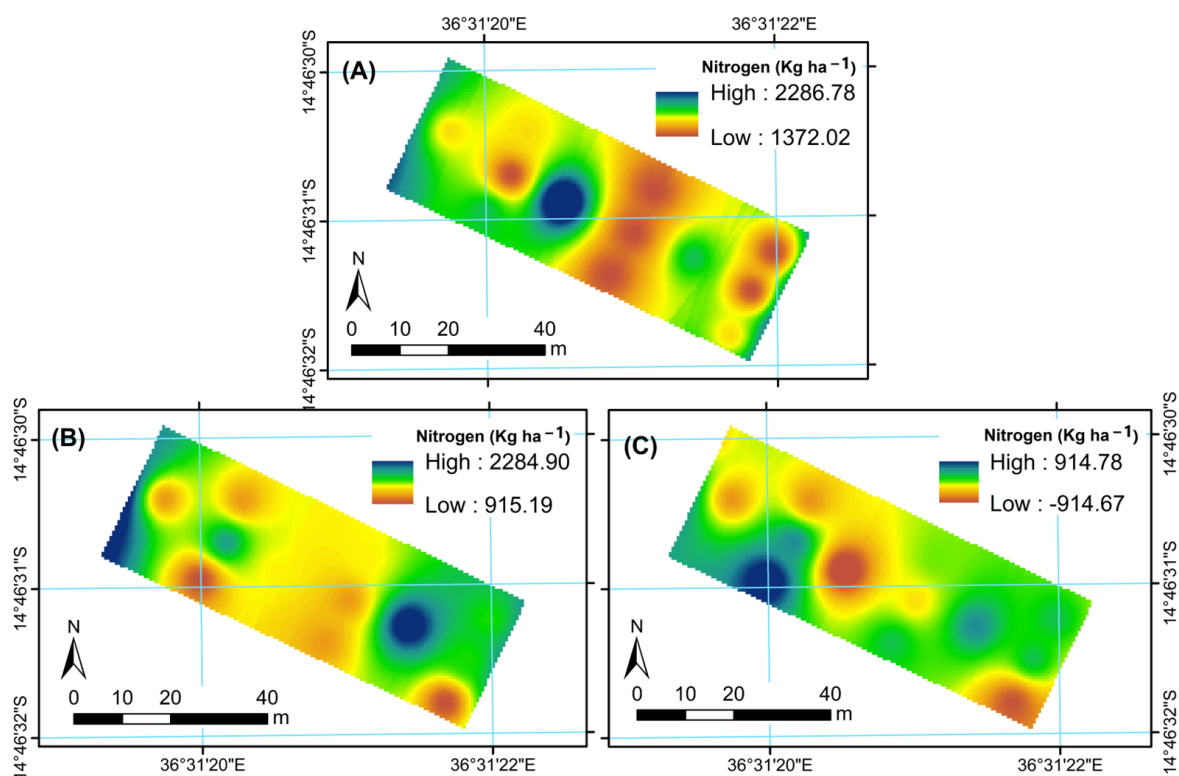 36°31'20"E 36°31'22"E
14°46'30"S
14°46'31"S
14°46'32"S
(A)
Nitrogen (Kg ha⁻¹)
High : 2286.78
Low : 1372.02
N
0 10 20 40
m
14°46'30"S
14°46'31"S
14°46'32"S
(B)
Nitrogen (Kg ha⁻¹)
High : 2284.90
Low : 915.19
N
0 10 20 40
m
36°31'20"E 36°31'22"E
(C)
Nitrogen (Kg ha⁻¹)
High : 914.78
Low : -914.67
N
0 10 20 40
m
14°46'30"S
14°46'31"S
14°46'32"S
36°31'20"E 36°31'22"E